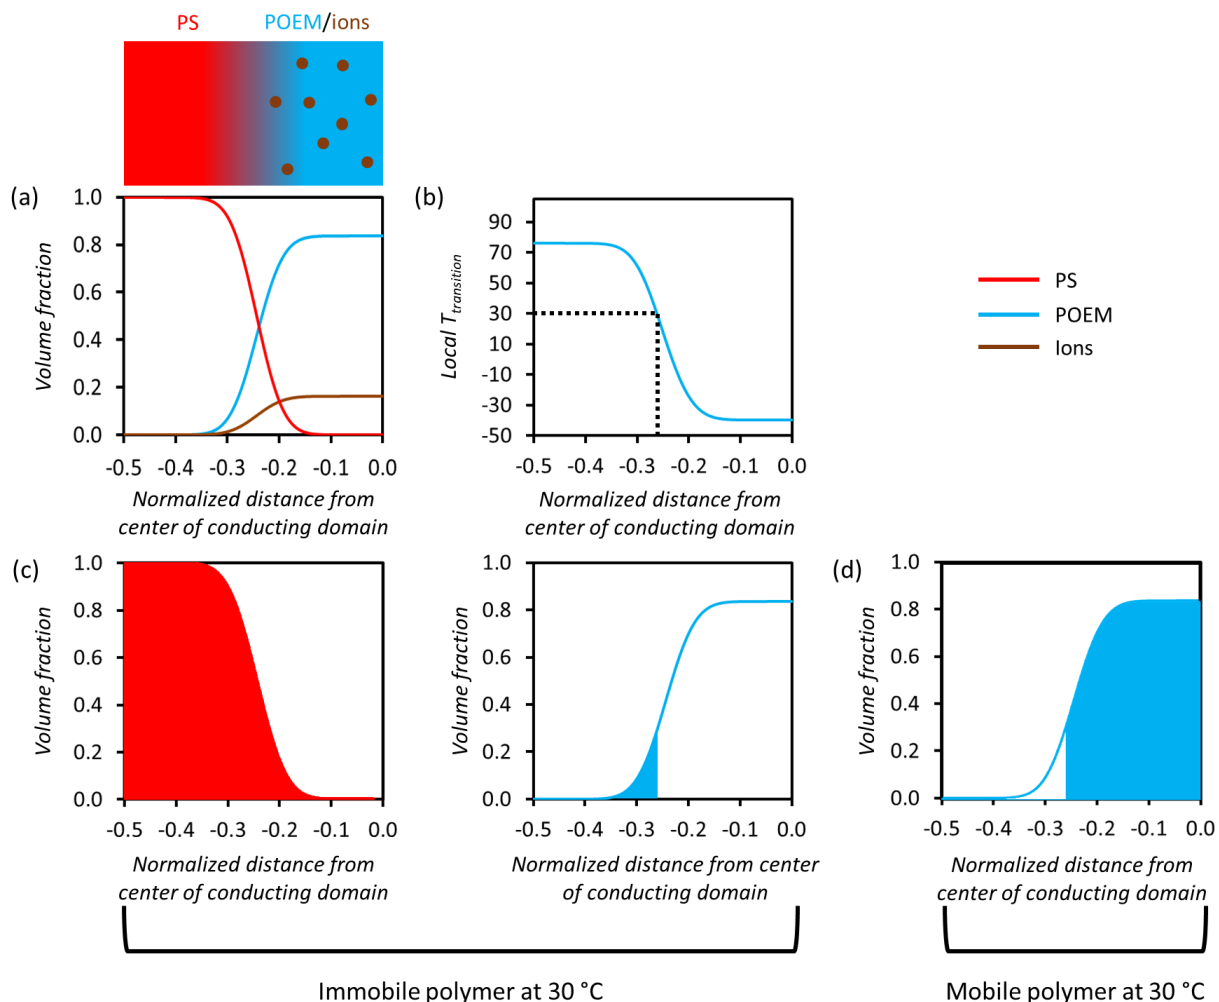 PS
POEM/ions
(a)
1.0
0.8
0.6
0.4
0.2
0.0
Volume fraction
-0.5 -0.4 -0.3 -0.2 -0.1 0.0
Normalized distance from
center of conducting domain
(b)
90
70
50
30
10
-10
-30
-50
Local Ttransition
-0.5 -0.4 -0.3 -0.2 -0.1 0.0
Normalized distance from
center of conducting domain
PS
POEM
Ions
(c)
1.0
0.8
0.6
0.4
0.2
0.0
Volume fraction
-0.5 -0.4 -0.3 -0.2 -0.1 0.0
Normalized distance from
center of conducting domain
1.0
0.8
0.6
0.4
0.2
0.0
Volume fraction
-0.5 -0.4 -0.3 -0.2 -0.1 0.0
Normalized distance from center
of conducting domain
(d)
1.0
0.8
0.6
0.4
0.2
0.0
Volume fraction
-0.5 -0.4 -0.3 -0.2 -0.1 0.0
Normalized distance from
center of conducting domain
Immobile polymer at 30 °C
Mobile polymer at 30 °C